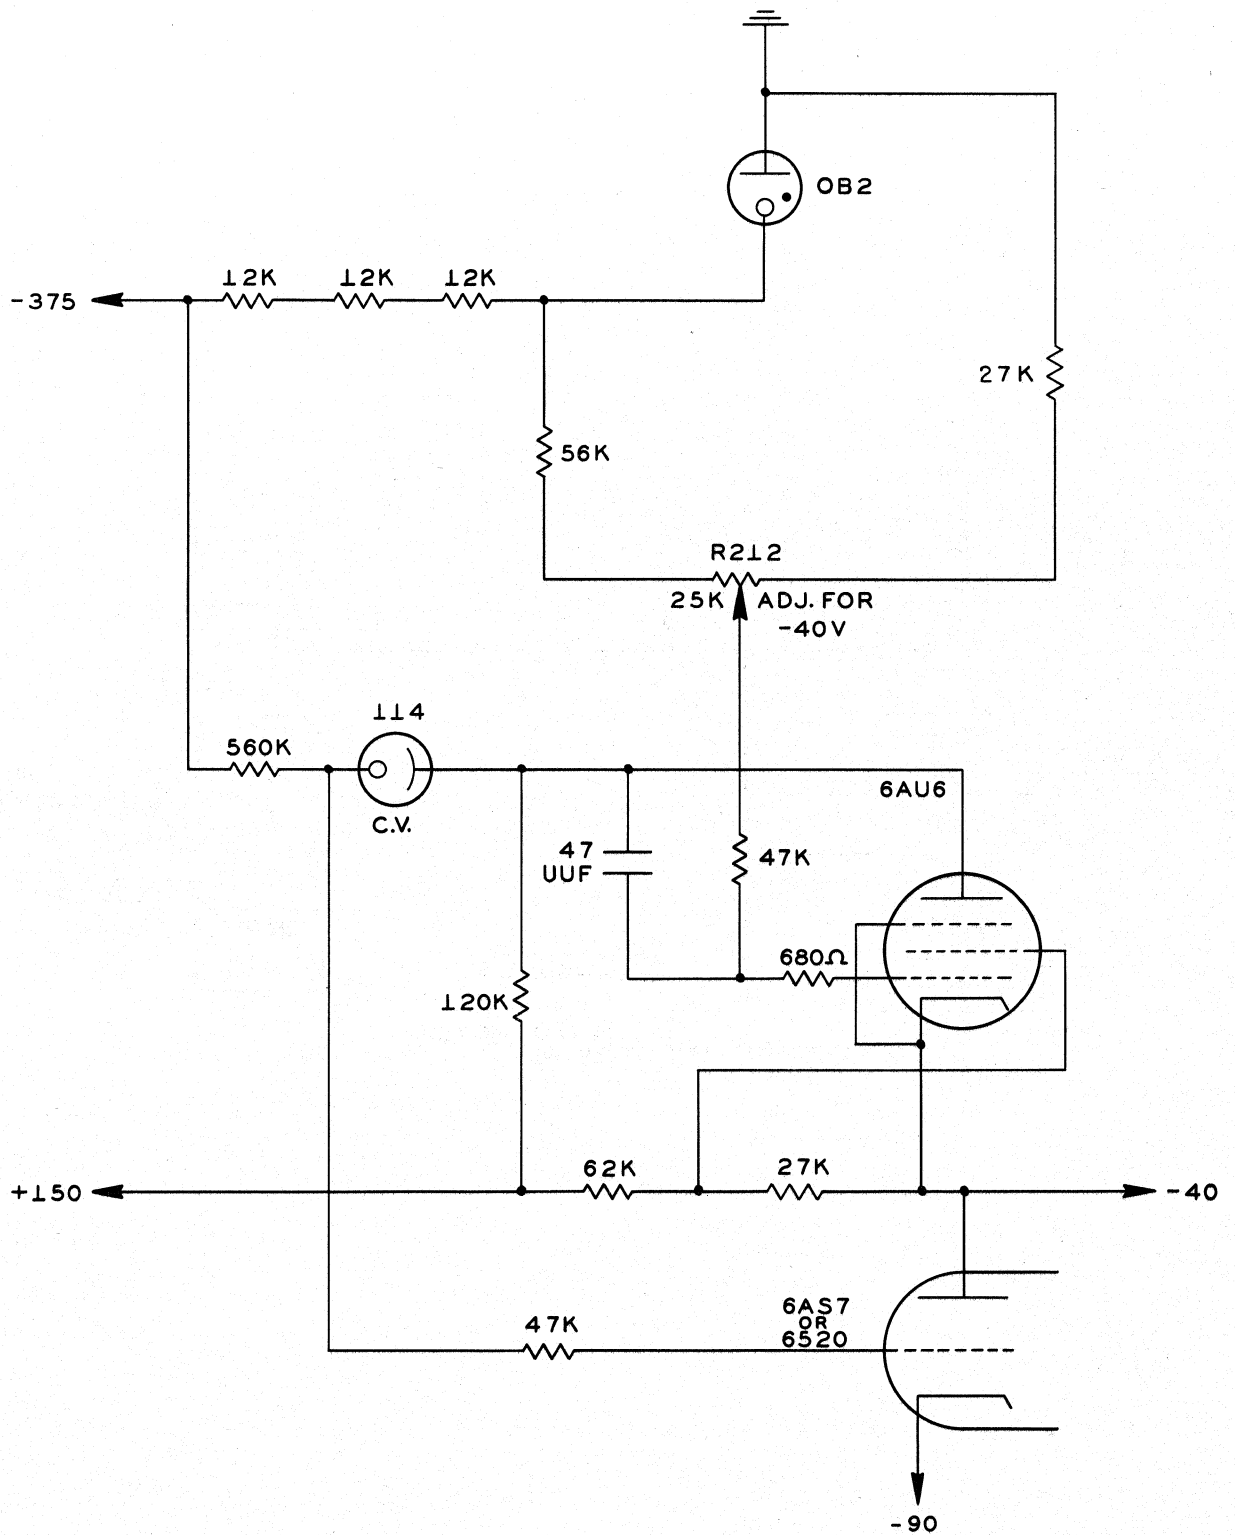 OB2
12K
12K
12K
-375
27K
56K
R212
25K
ADJ. FOR
-40V
114
560K
C.V.
6AU6
47
UUF
47K
680Ω
120K
62K
27K
+150
-40
6AS7
OR
6520
47K
-90